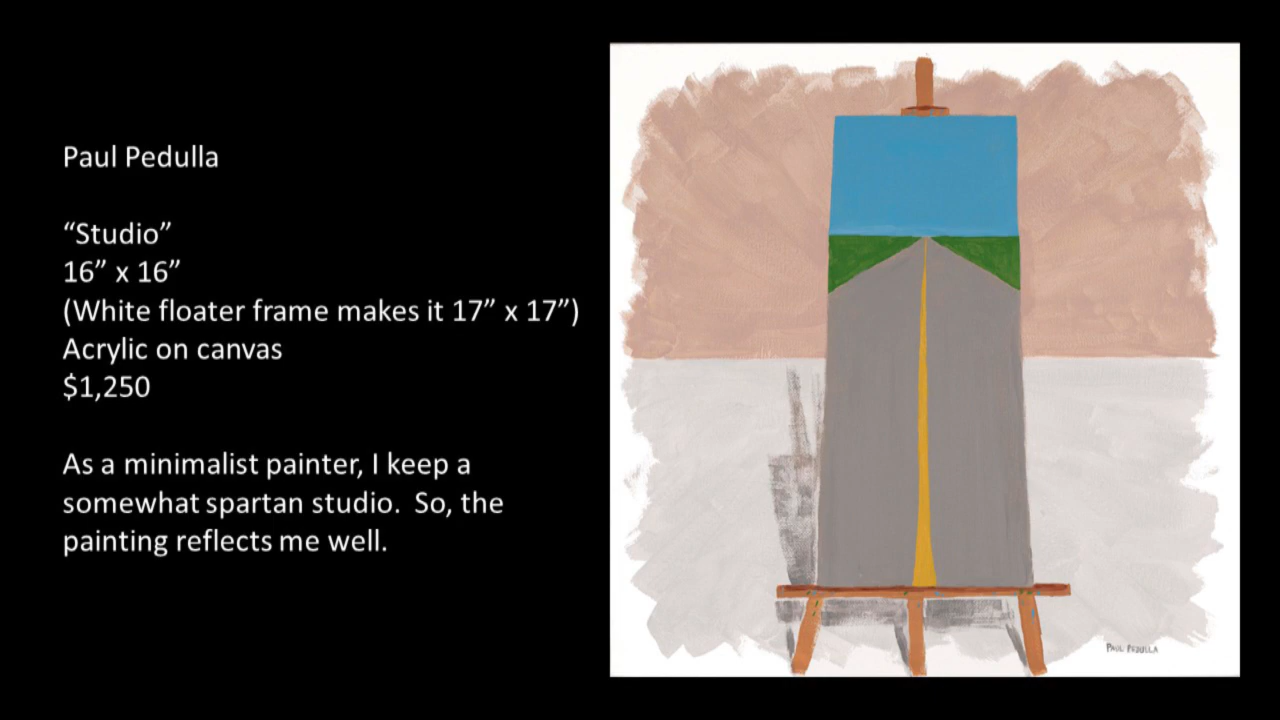 Paul Pedulla
“Studio”
16” x 16”
(White floater frame makes it 17” x 17”)
Acrylic on canvas
$1,250
As a minimalist painter, I keep a
somewhat spartan studio.  So, the
painting reflects me well.
PAUL PEDULLA